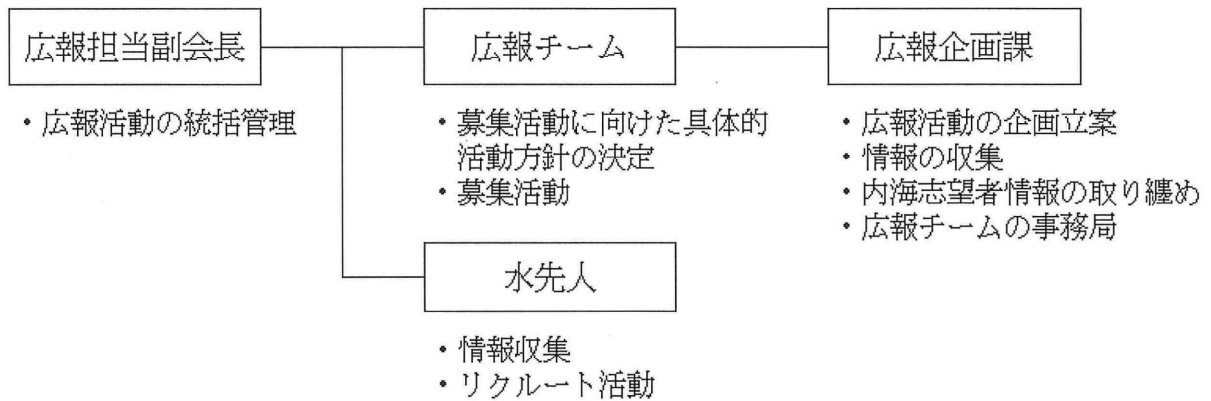 広報担当副会長
・広報活動の統括管理
広報チーム
・募集活動に向けた具体的
活動方針の決定
・募集活動
広報企画課
・広報活動の企画立案
・情報の収集
・内海志望者情報の取り纏め
・広報チームの事務局
水先人
・情報収集
・リクルート活動